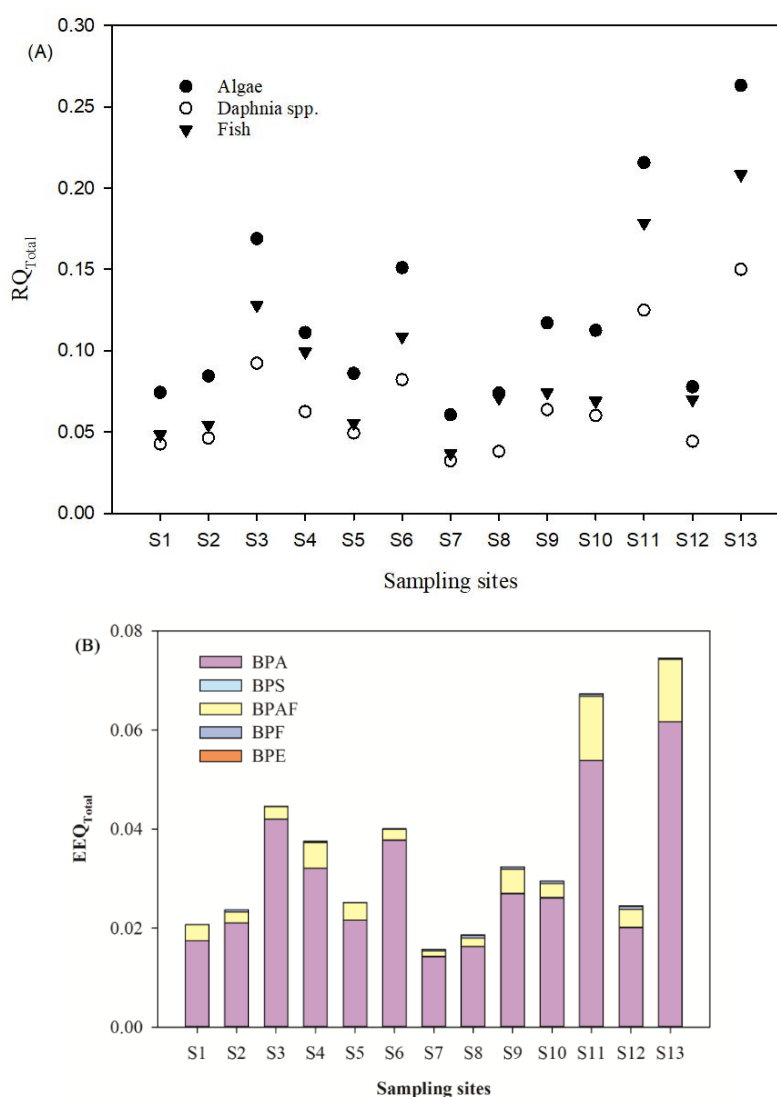 (A)
0.30
0.25
0.20
0.15
0.10
0.05
0.00
RQTotal
Algae
Daphnia spp.
Fish
S1 S2 S3 S4 S5 S6 S7 S8 S9 S10 S11 S12 S13
Sampling sites
(B)
0.08
0.06
0.04
0.02
0.00
EEQTotal
BPA
BPS
BPAF
BPF
BPE
S1 S2 S3 S4 S5 S6 S7 S8 S9 S10 S11 S12 S13
Sampling sites